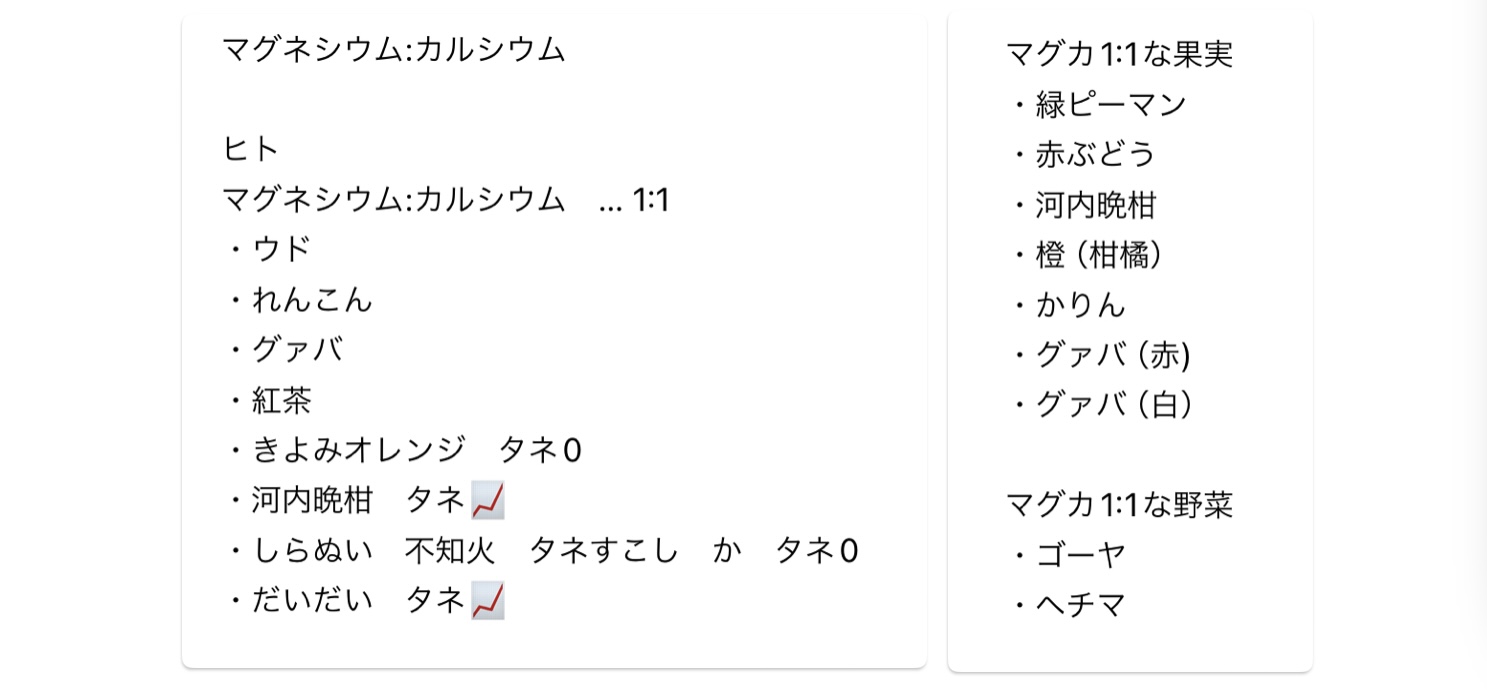 マグネシウム:カルシウム
ヒト
マグネシウム:カルシウム　… 1:1
・ウド
・れんこん
・グァバ
・紅茶
・きよみオレンジ　タネ0
・河内晩柑　タネ📈
・しらぬい　不知火　タネすこし　か　タネ0
・だいだい　タネ📈
マグカ1:1な果実
・緑ピーマン
・赤ぶどう
・河内晩柑
・橙（柑橘）
・かりん
・グァバ（赤)
・グァバ（白）
マグカ1:1な野菜
・ゴーヤ
・ヘチマ